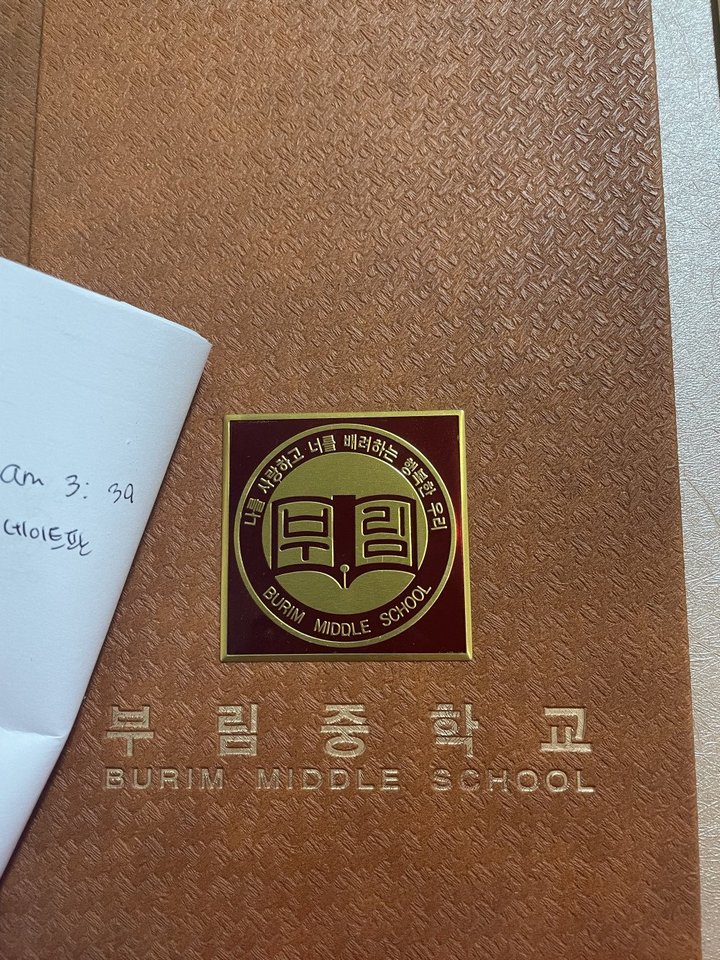 am 3: 39
네이트판
나를 사랑하고 너를 배려하는 행복한 우리
부림
BURIM MIDDLE SCHOOL
부림중학교
BURIM MIDDLE SCHOOL